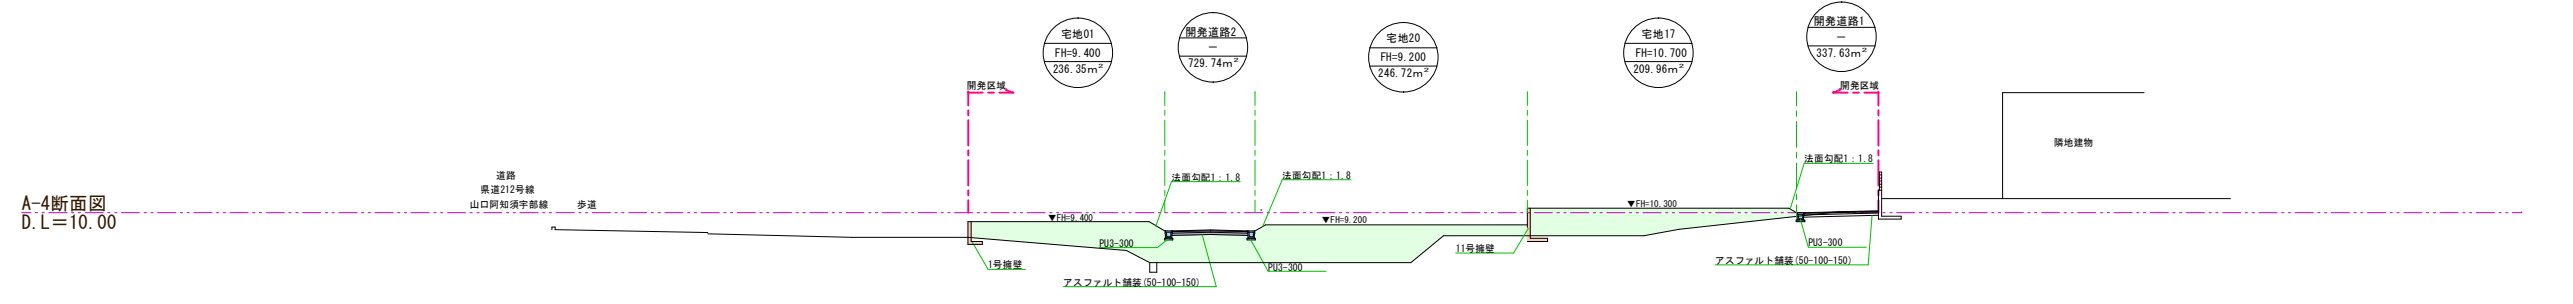 宅地01
FH=9.400
236.35m²
開発道路2
−
729.74m²
宅地20
FH=9.200
246.72m²
宅地17
FH=10.700
209.96m²
開発道路1
−
337.63m²
開発区域
開発区域
隣地建物
法面勾配1:1.8
法面勾配1:1.8
法面勾配1:1.8
道路
県道212号線
山口阿知須宇部線
歩道
A-4断面図
D.L=10.00
▼FH=9.400
▼FH=9.200
▼FH=10.300
PU3-300
PU3-300
PU3-300
1号擁壁
11号擁壁
アスファルト舗装(50-100-150)
アスファルト舗装(50-100-150)